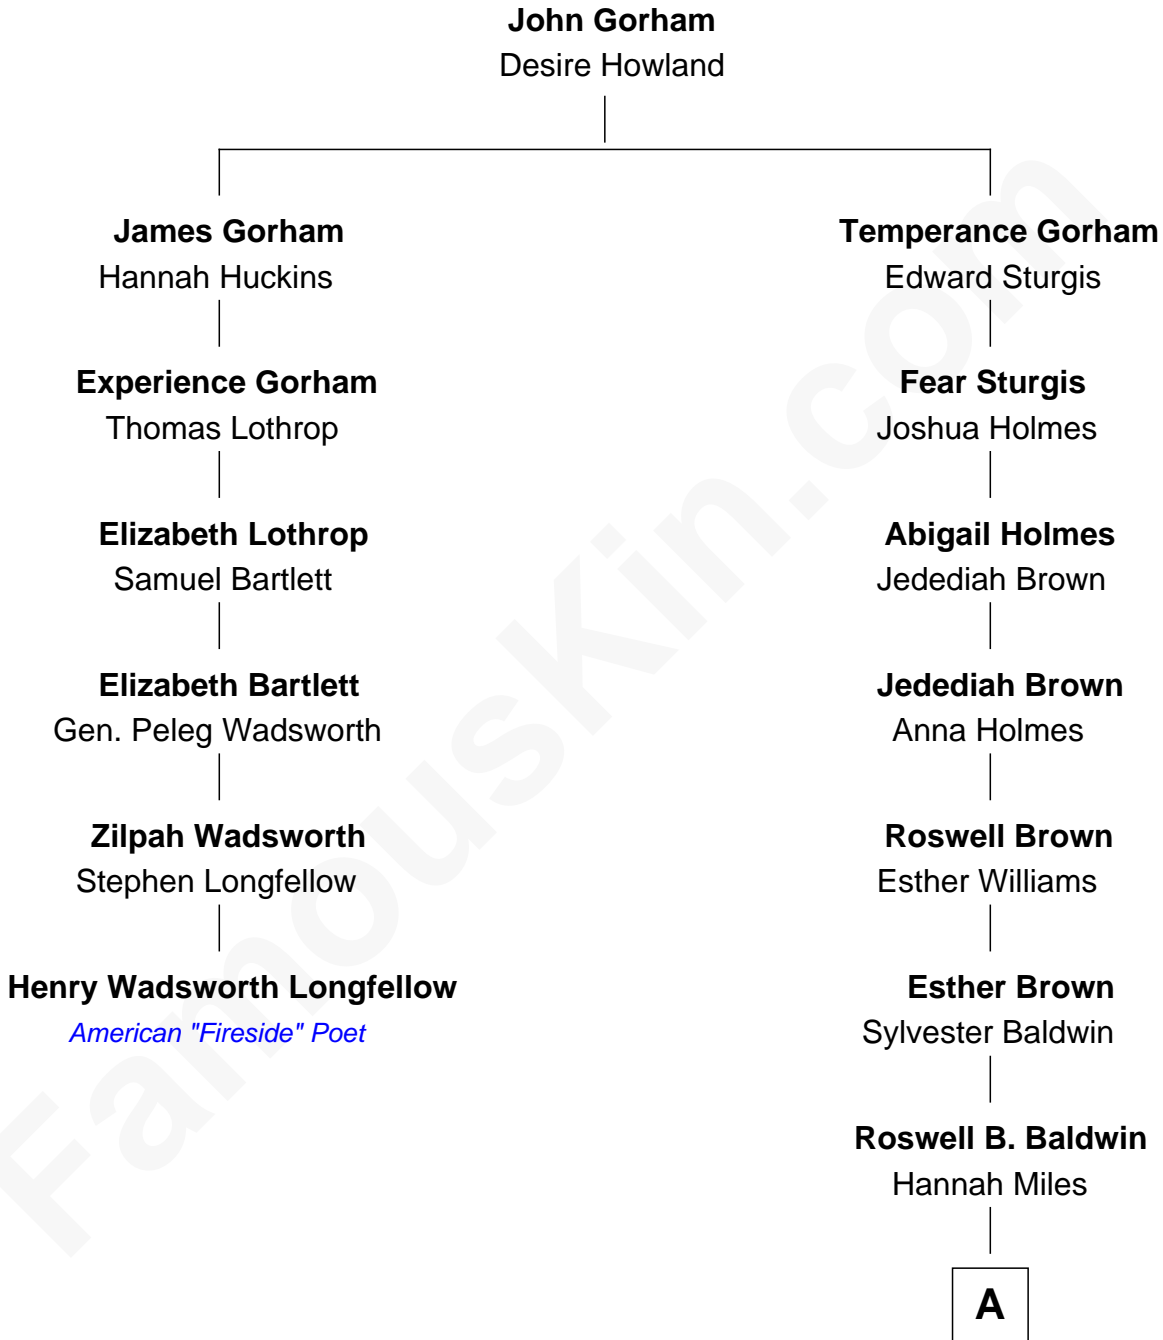 John Gorham
Desire Howland
James Gorham
Hannah Huckins
Temperance Gorham
Edward Sturgis
Experience Gorham
Thomas Lothrop
Fear Sturgis
Joshua Holmes
Elizabeth Lothrop
Samuel Bartlett
Abigail Holmes
Jedediah Brown
Elizabeth Bartlett
Gen. Peleg Wadsworth
Jedediah Brown
Anna Holmes
Zilpah Wadsworth
Stephen Longfellow
Roswell Brown
Esther Williams
Henry Wadsworth Longfellow
American "Fireside" Poet
Esther Brown
Sylvester Baldwin
Roswell B. Baldwin
Hannah Miles
A
FamousKin.com